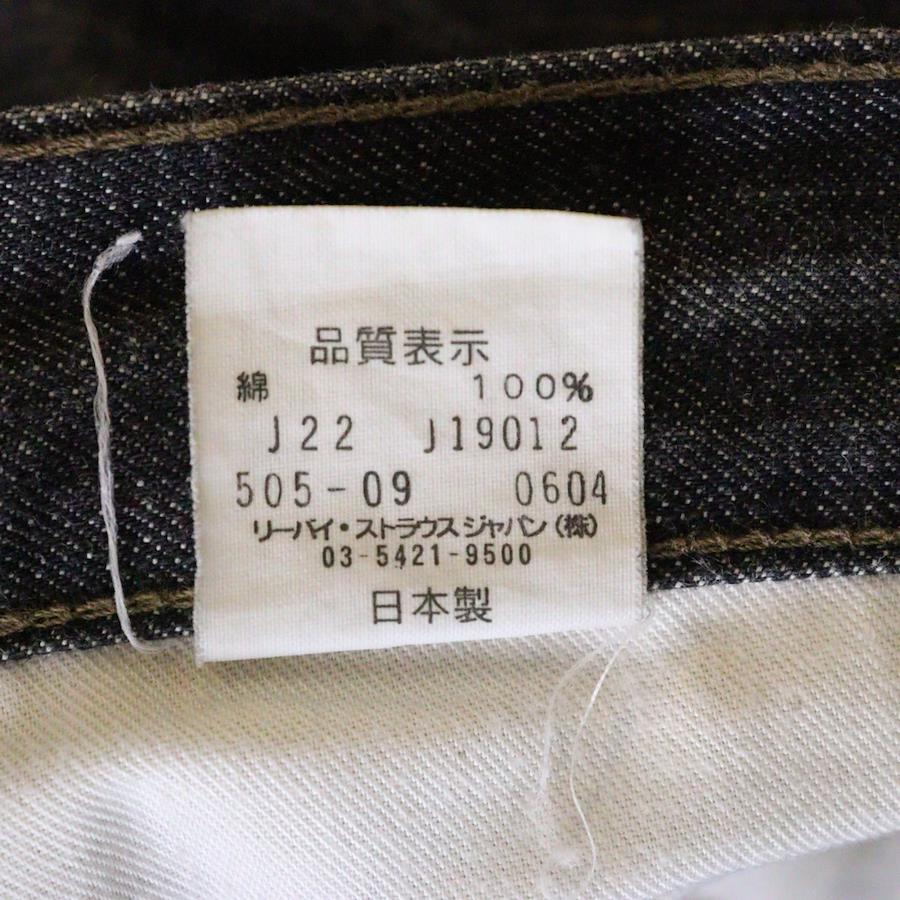 品質表示
綿 100%
J22 J19012
505-09 0604
リーバイ・ストラウスジャパン(株)
03-5421-9500
日本製